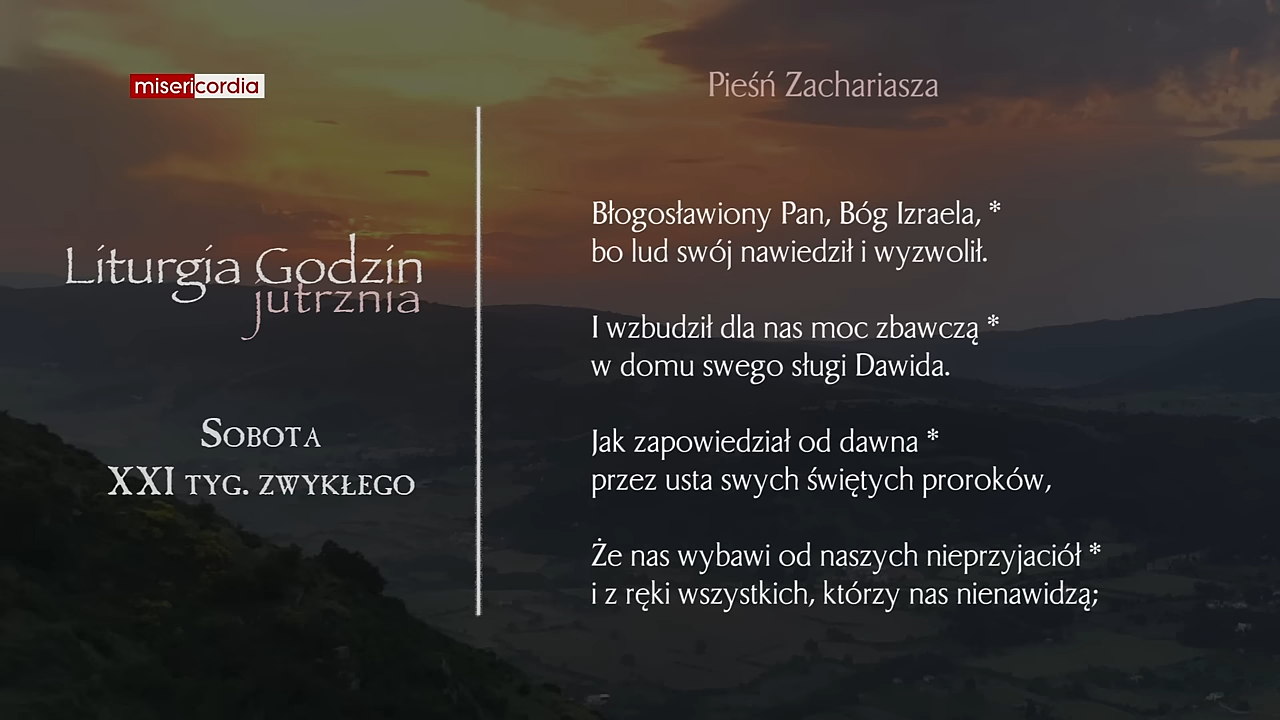 misericordia
Pieśń Zachariasza
Liturgia Godzin
jutrznia
Sobota
XXI tyg. zwykłego
Błogosławiony Pan, Bóg Izraela, *
bo lud swój nawiedził i wyzwolił.
I wzbudził dla nas moc zbawczą *
w domu swego sługi Dawida.
Jak zapowiedział od dawna *
przez usta swych świętych proroków,
Że nas wybawi od naszych nieprzyjaciół *
i z ręki wszystkich, którzy nas nienawidzą;